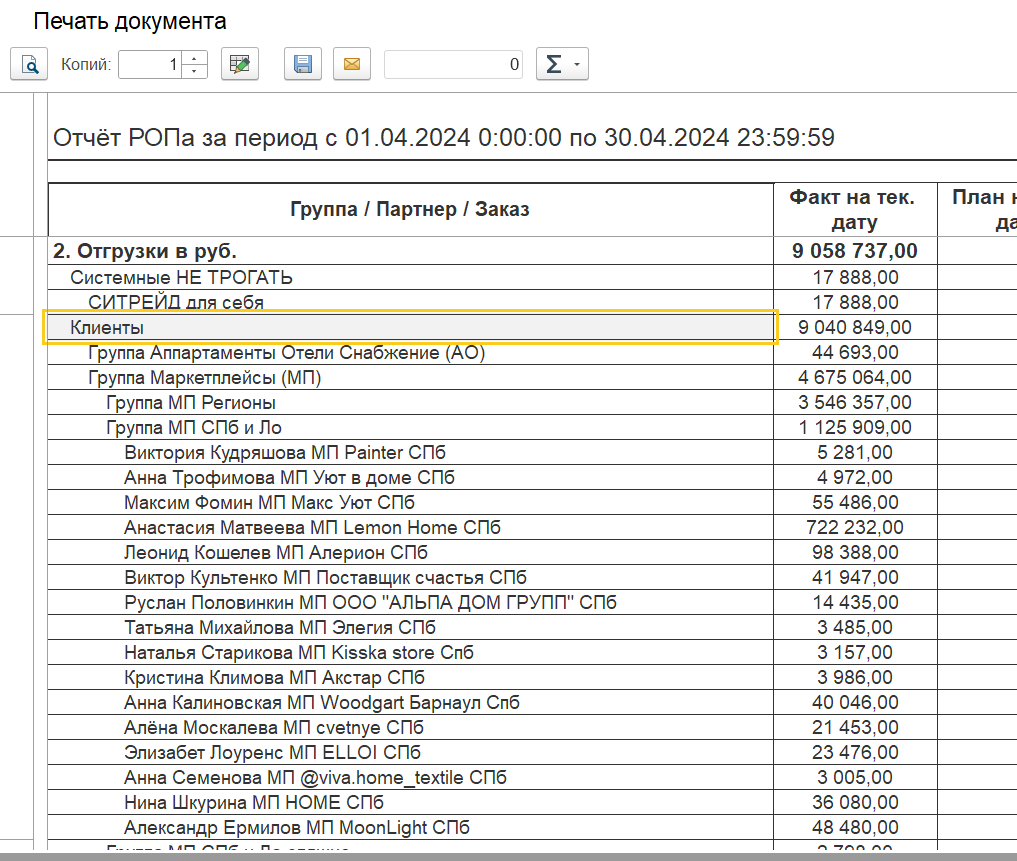 Печать документа
Копий: 1 0 Σ
Отчёт РОПа за период с 01.04.2024 0:00:00 по 30.04.2024 23:59:59
Группа / Партнер / Заказ Факт на тек. дату План
2. Отгрузки в руб. 9 058 737,00
Системные НЕ ТРОГАТЬ 17 888,00
СИТРЕЙД для себя 17 888,00
Клиенты 9 040 849,00
Группа Аппартаменты Отели Снабжение (АО) 44 693,00
Группа Маркетплейсы (МП) 4 675 064,00
Группа МП Регионы 3 546 357,00
Группа МП СПб и Ло 1 125 909,00
Виктория Кудряшова МП Painter СПб 5 281,00
Анна Трофимова МП Уют в доме СПб 4 972,00
Максим Фомин МП Макс Уют СПб 55 486,00
Анастасия Матвеева МП Lemon Home СПб 722 232,00
Леонид Кошелев МП Алерион СПб 98 388,00
Виктор Культенко МП Поставщик счастья СПб 41 947,00
Руслан Половинкин МП ООО "АЛЬПА ДОМ ГРУПП" СПб 14 435,00
Татьяна Михайлова МП Элегия СПб 3 485,00
Наталья Старикова МП Kisska store Спб 3 157,00
Кристина Климова МП Акстар СПб 3 986,00
Анна Калиновская МП Woodgart Барнаул Спб 40 046,00
Алёна Москалева МП cvetnye СПб 21 453,00
Элизабет Лоуренс МП ELLOI СПб 23 476,00
Анна Семенова МП @viva.home_textile СПб 3 005,00
Нина Шкурина МП HOME СПб 36 080,00
Александр Ермилов МП MoonLight СПб 48 480,00